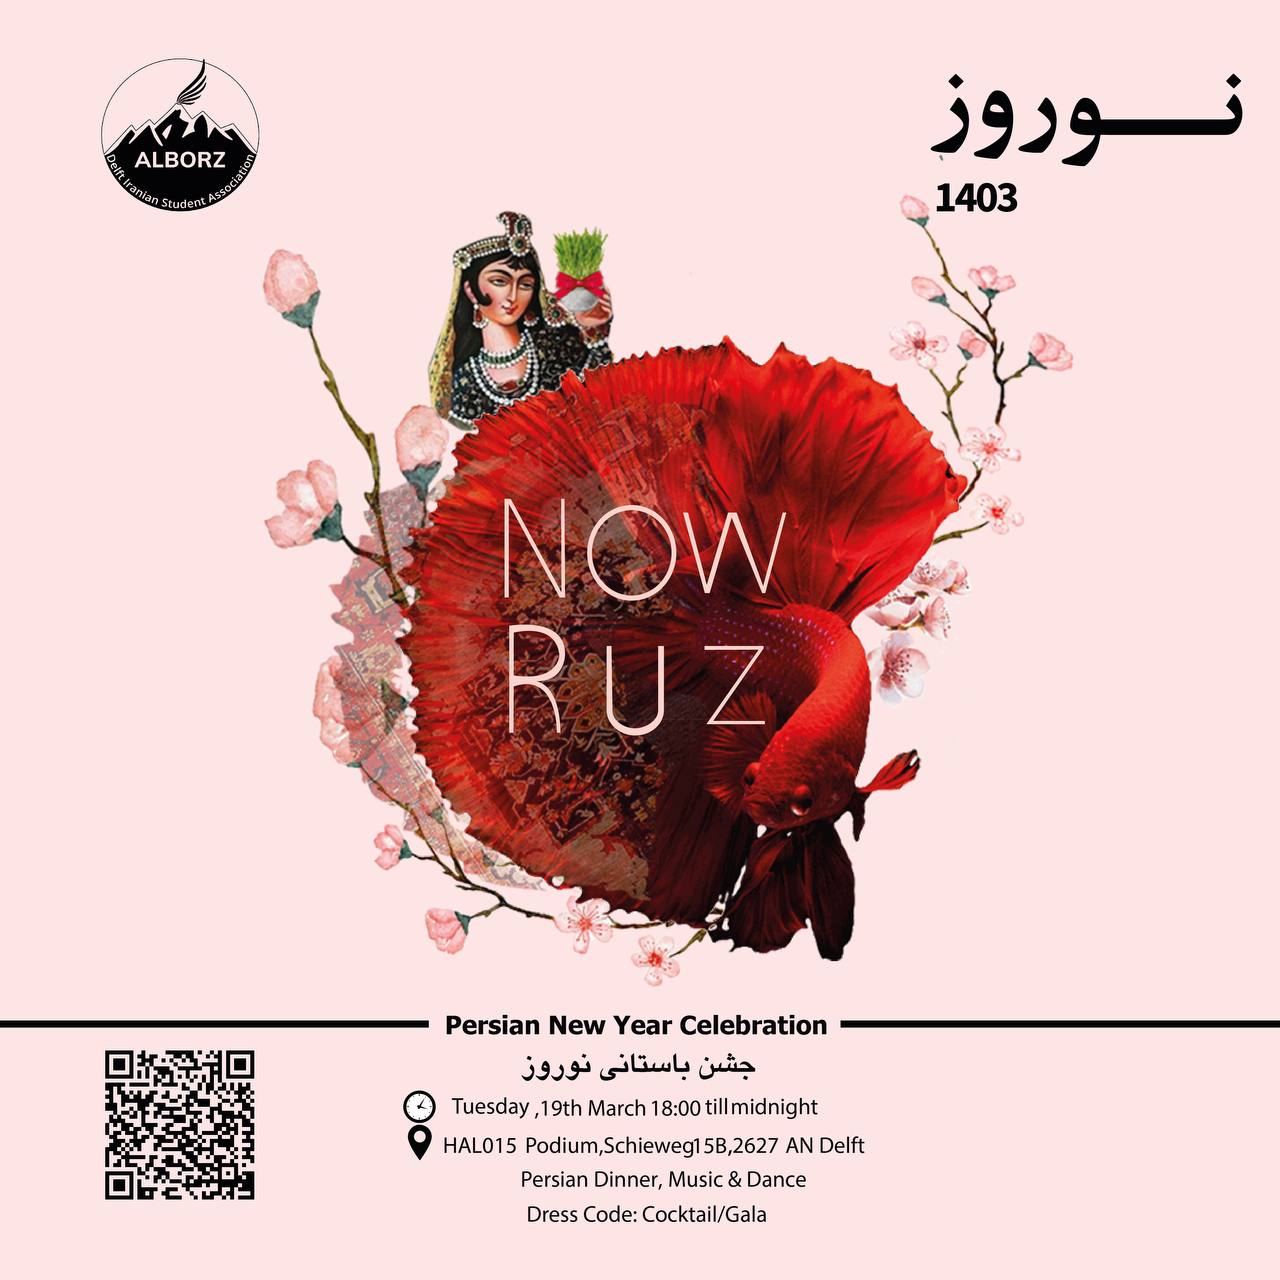 ALBORZ
Delft Iranian Student Association
نـــوروز
1403
NOW
RUZ
Persian New Year Celebration
جشن باستانی نوروز
Tuesday ,19th March 18:00 till midnight
HAL015 Podium,Schieweg15B,2627 AN Delft
Persian Dinner, Music & Dance
Dress Code: Cocktail/Gala